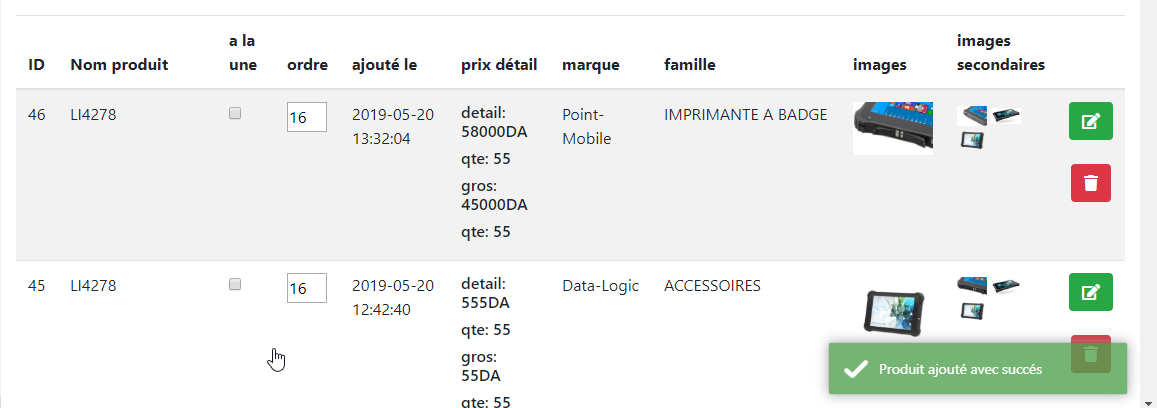 ID Nom produit a la une ordre ajouté le prix détail marque famille images images secondaires
46 LI4278 16 2019-05-20 13:32:04 detail: 58000DA Point-Mobile IMPRIMANTE A BADGE
qte: 55
gros: 45000DA
qte: 55
45 LI4278 16 2019-05-20 12:42:40 detail: 555DA Data-Logic ACCESSOIRES
qte: 55
gros: 55DA
qte: 55
Produit ajouté avec succés